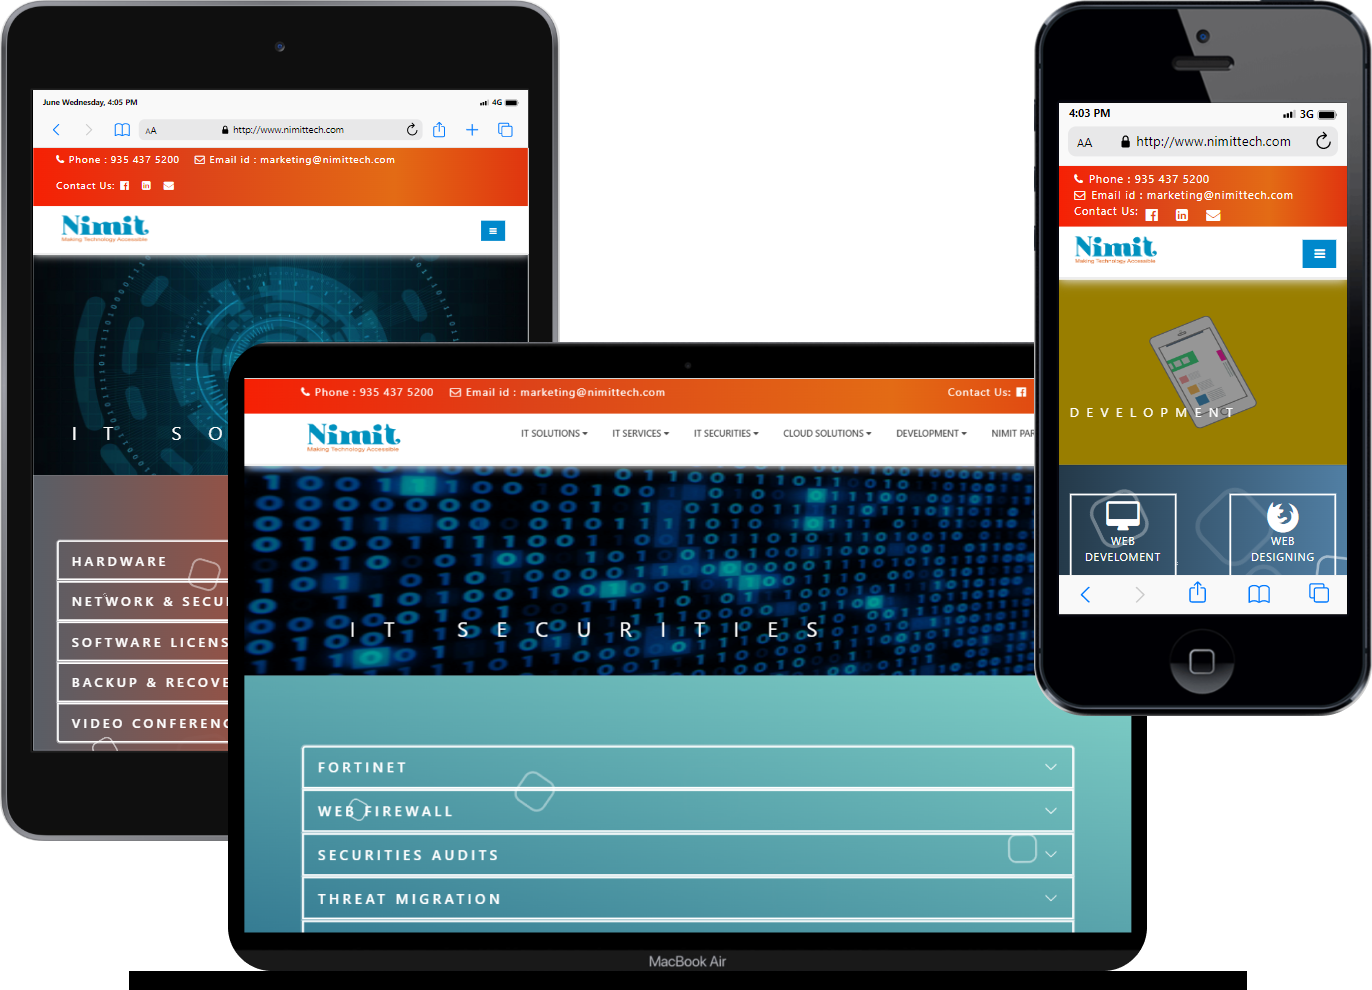 June Wednesday, 4:05 PM
4G
AA
http://www.nimittech.com
Phone : 935 437 5200 Email id : marketing@nimittech.com
Contact Us:
Nimit
Making Technology Accessible
IT SO
HARDWARE
NETWORK & SECU
SOFTWARE LICENS
BACKUP & RECOVE
VIDEO CONFERENC
Phone : 935 437 5200 Email id : marketing@nimittech.com Contact Us:
Nimit
Making Technology Accessible
IT SOLUTIONS IT SERVICES IT SECURITIES CLOUD SOLUTIONS DEVELOPMENT NIMIT PAR
IT SECURITIES
FORTINET
WEB FIREWALL
SECURITIES AUDITS
THREAT MIGRATION
MacBook Air
4:03 PM 3G
AA http://www.nimittech.com
Phone : 935 437 5200
Email id : marketing@nimittech.com
Contact Us:
Nimit
Making Technology Accessible
DEVELOPMENT
WEB
DEVELOMENT
WEB
DESIGNING